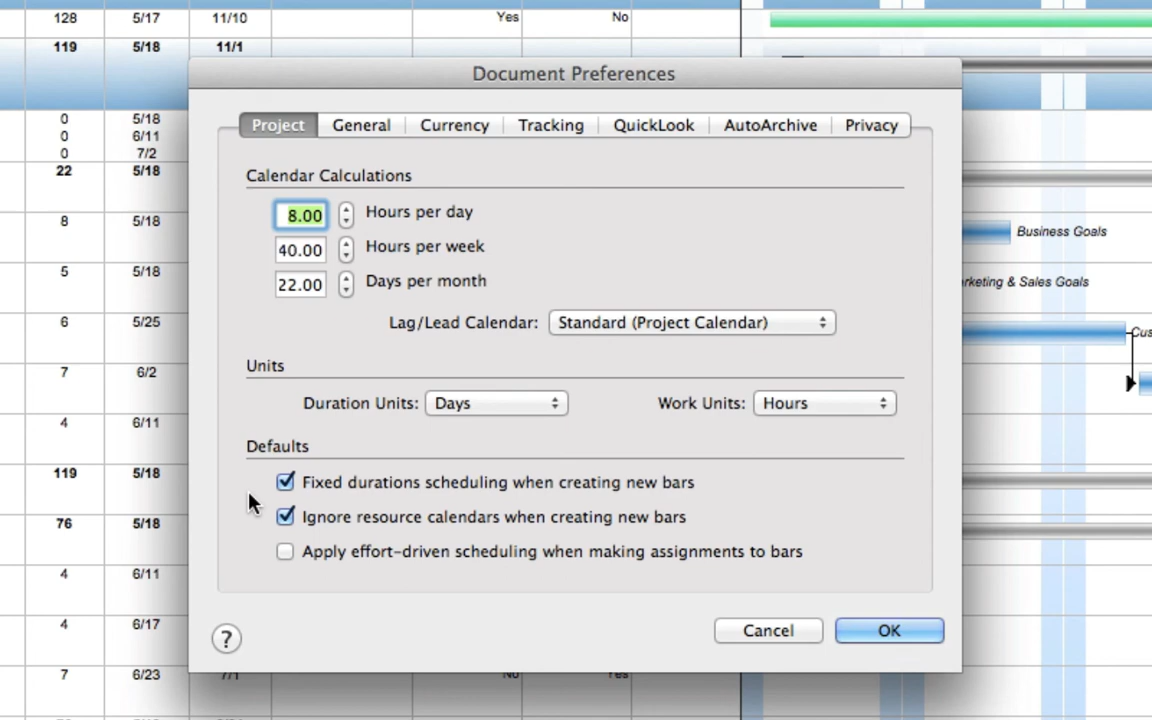 128 5/17 11/10 Yes No
119 5/18 11/1
Document Preferences
Project General Currency Tracking QuickLook AutoArchive Privacy
0 5/18
0 6/11
0 7/2
22 5/18
Calendar Calculations
8.00 Hours per day
8 5/18 Business Goals
40.00 Hours per week
5 5/18 rketing & Sales Goals
22.00 Days per month
6 5/25 Lag/Lead Calendar: Standard (Project Calendar) Cus
Units
7 6/2
Duration Units: Days Work Units: Hours
4 6/11
Defaults
119 5/18
Fixed durations scheduling when creating new bars
76 5/18 Ignore resource calendars when creating new bars
Apply effort-driven scheduling when making assignments to bars
4 6/11
4 6/17
? Cancel OK
7 6/23 7/1 No Yes